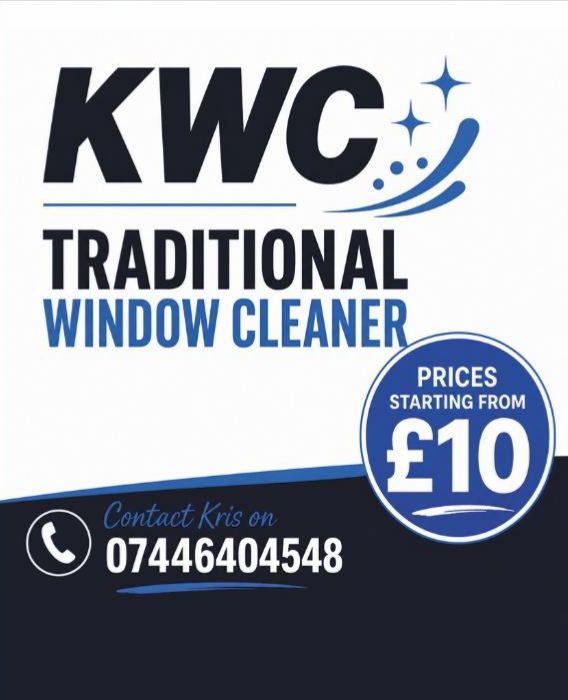 KWC
TRADITIONAL
WINDOW CLEANER
PRICES
STARTING FROM
£10
Contact Kris on
07446404548